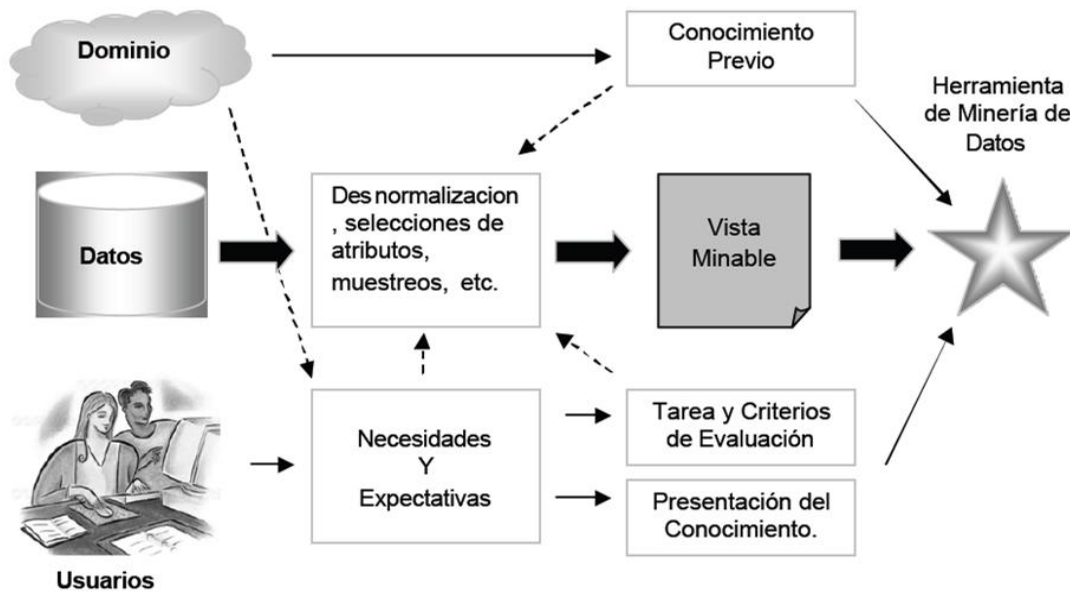 Dominio
Conocimiento
Previo
Herramienta
de Minería de
Datos
Datos
Des normalizacion
, selecciones de
atributos,
muestreos, etc.
Vista
Minable
Necesidades
Y
Expectativas
Tarea y Criterios
de Evaluación
Presentación del
Conocimiento.
Usuarios